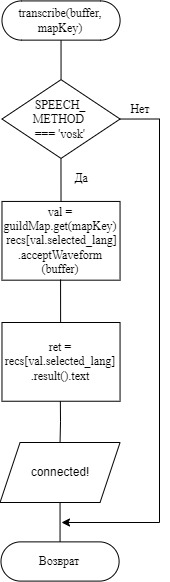 transcribe(buffer,
mapKey)
SPEECH_
METHOD
=== 'vosk'
Нет
Да
val =
guildMap.get(mapKey)
recs[val.selected_lang]
.acceptWaveform
(buffer)
ret =
recs[val.selected_lang]
.result().text
connected!
Возврат